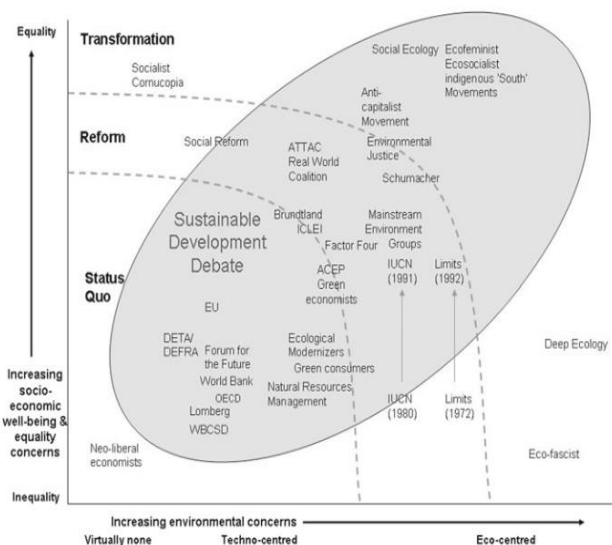 Equality
Transformation
Socialist
Cornucopia
Social Ecology
Ecofeminist
Ecosocialist
indigenous 'South'
Movements
Anti-
capitalist
Movement
Reform
Social Reform
ATTAC
Real World
Coalition
Environmental
Justice
Schumacher
Sustainable
Development
Debate
Brundtland
ICLEI
Mainstream
Environment
Groups
Factor Four
Status
Quo
ACEP
Green
economists
IUCN
(1991)
Limits
(1992)
EU
DETA/
DEFRA
Forum for
the Future
Ecological
Modernizers
Green consumers
Deep Ecology
World Bank
OECD
Natural Resources
Management
IUCN
(1980)
Limits
(1972)
Lomberg
WBCSD
Increasing
socio-
economic
well-being &
equality
concerns
Neo-liberal
economists
Eco-fascist
Inequality
Increasing environmental concerns
Virtually none
Techno-centred
Eco-centred